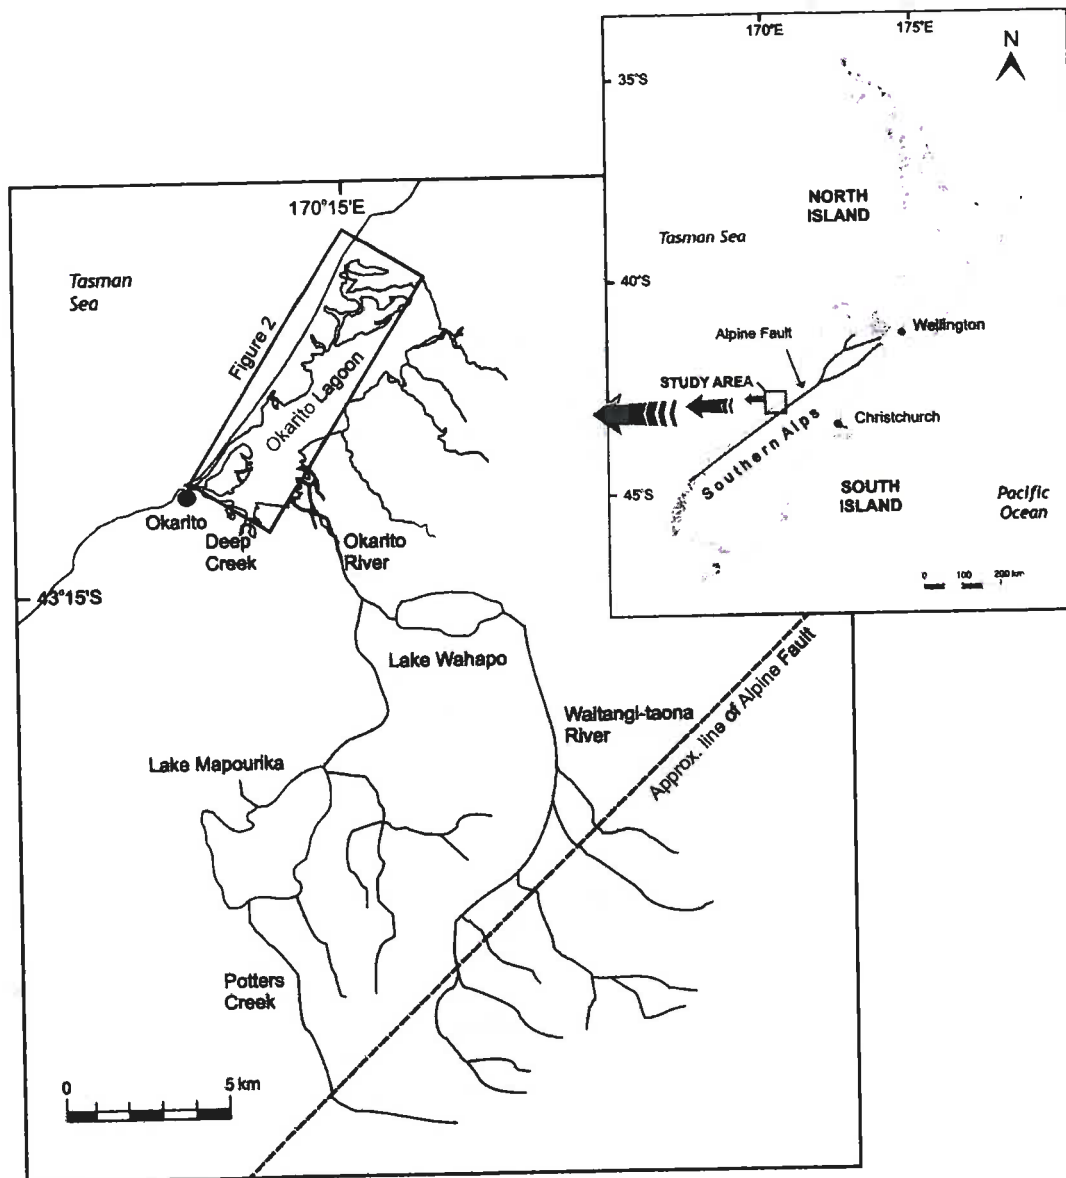 170°E
175°E
N
35°S
NORTH
ISLAND
Tasman Sea
40°S
Wellington
Alpine Fault
STUDY AREA
Christchurch
Southern Alps
45°S
SOUTH
ISLAND
Pacific
Ocean
0 100 200 km
170°15'E
Tasman
Sea
Figure 2
Okarito Lagoon
Okarito
Deep
Creek
Okarito
River
43°15'S
Lake Wahapo
Waitangi-taona
River
Approx. line of Alpine Fault
Lake Mapourika
Potters
Creek
0
5 km